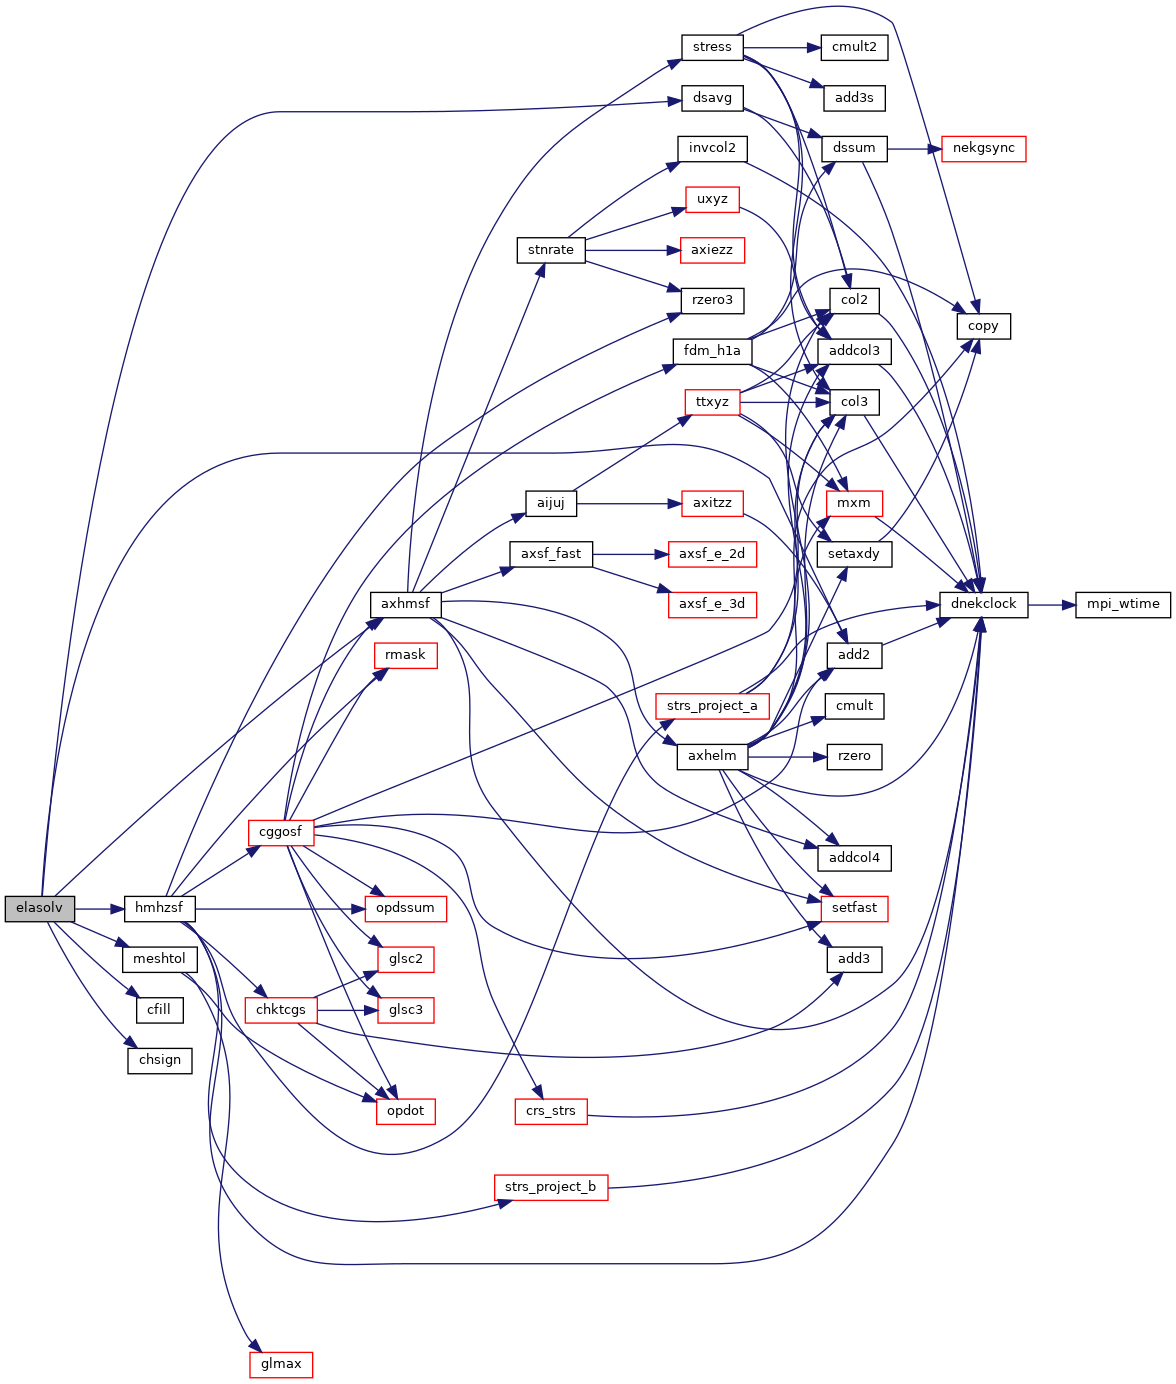 stress
cmult2
dsavg
add3s
invcol2
dssum
nekgsync
uxyz
stnrate
axiezz
rzero3
col2
copy
fdm_h1a
addcol3
ttxyz
col3
aijuj
axitzz
mxm
axsf_fast
axsf_e_2d
setaxdy
axhmsf
axsf_e_3d
dnekclock
mpi_wtime
rmask
add2
strs_project_a
cmult
axhelm
rzero
cggosf
addcol4
elasolv
hmhzsf
opdssum
setfast
meshtol
glsc2
add3
cfill
chktcgs
glsc3
chsign
opdot
crs_strs
strs_project_b
glmax